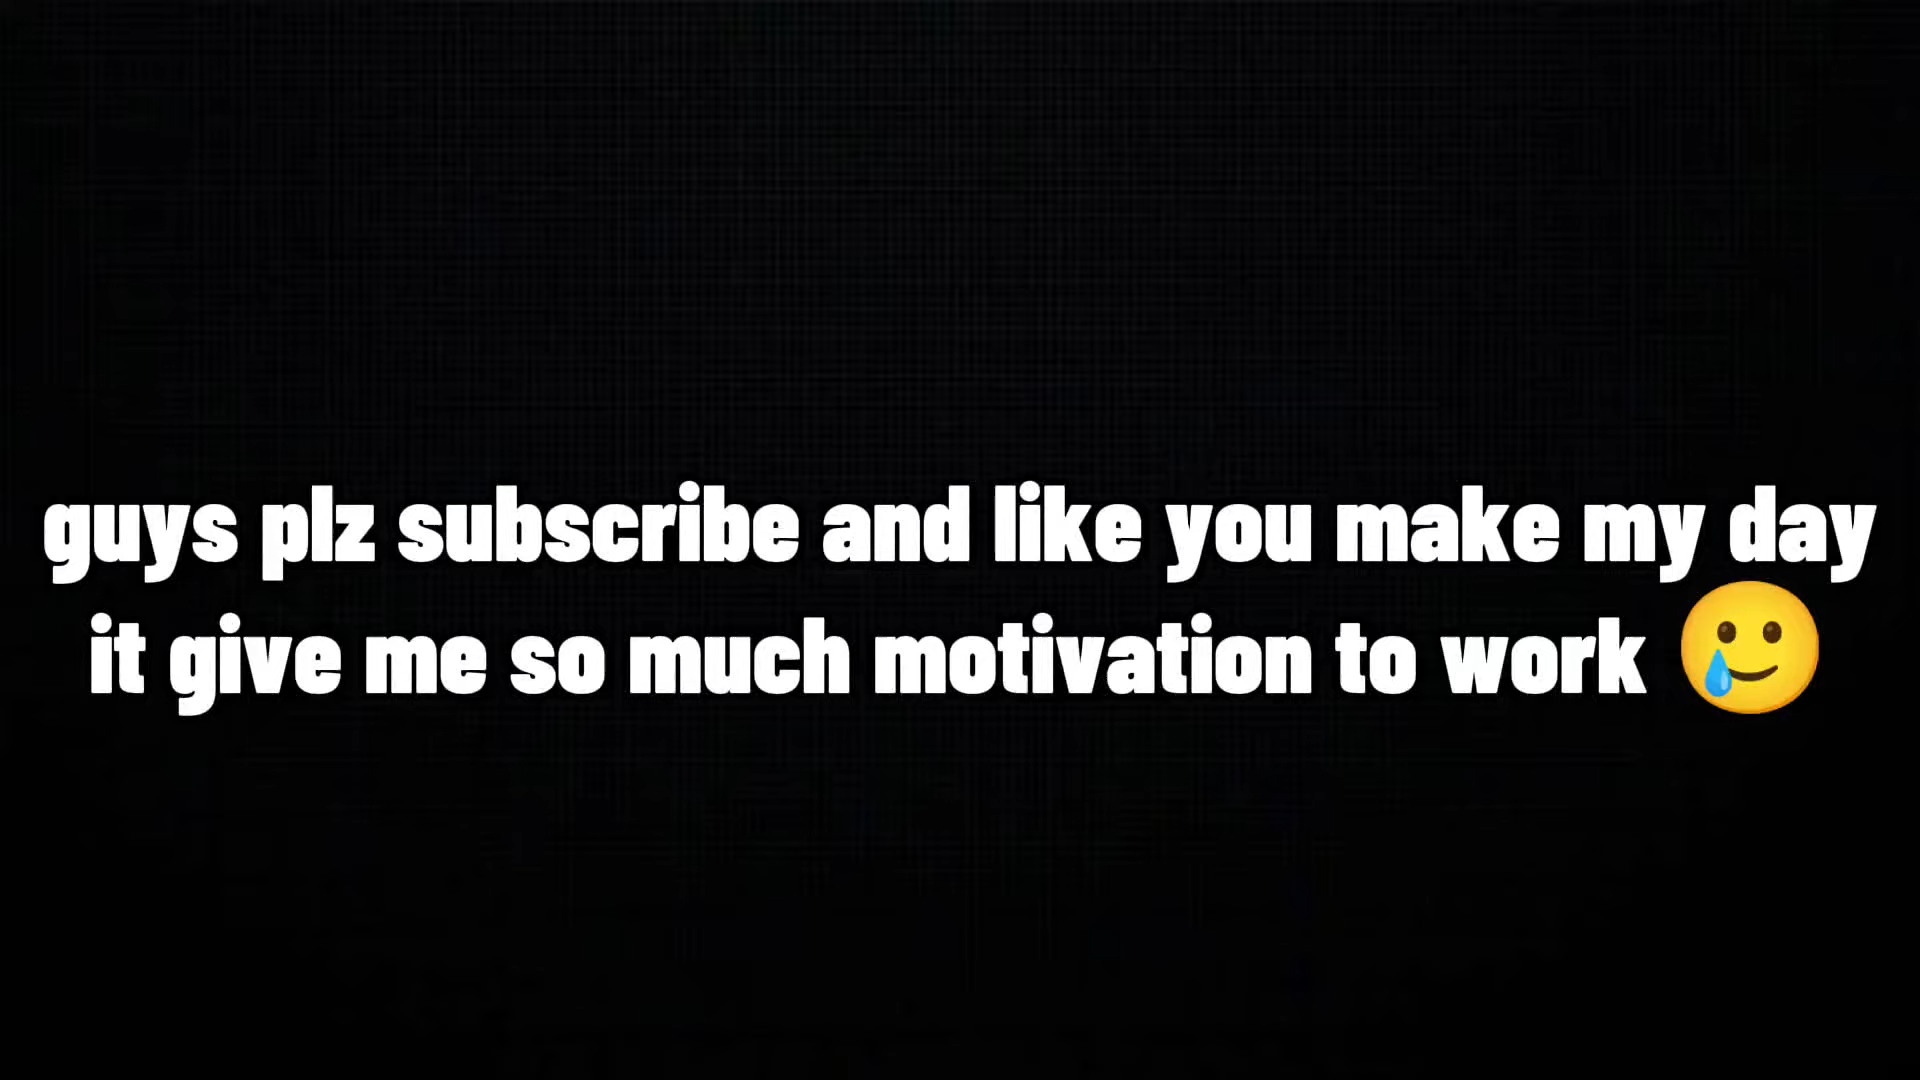 guys plz subscribe and like you make my day
it give me so much motivation to work 🥲